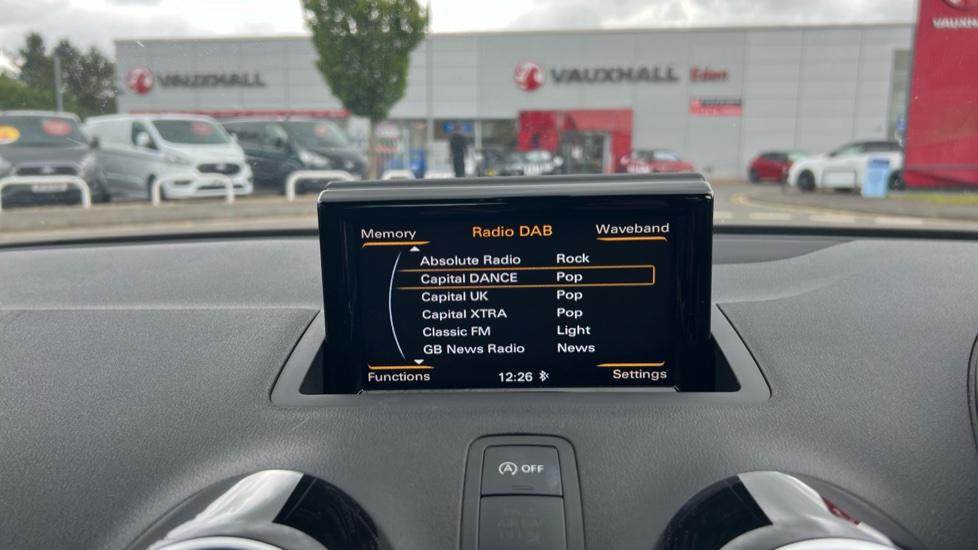 VAUXHALL
VAUXHALL Eden
Memory Radio DAB Waveband
Absolute Radio Rock
Capital DANCE Pop
Capital UK Pop
Capital XTRA Pop
Classic FM Light
GB News Radio News
Functions 12:26 Settings
A OFF